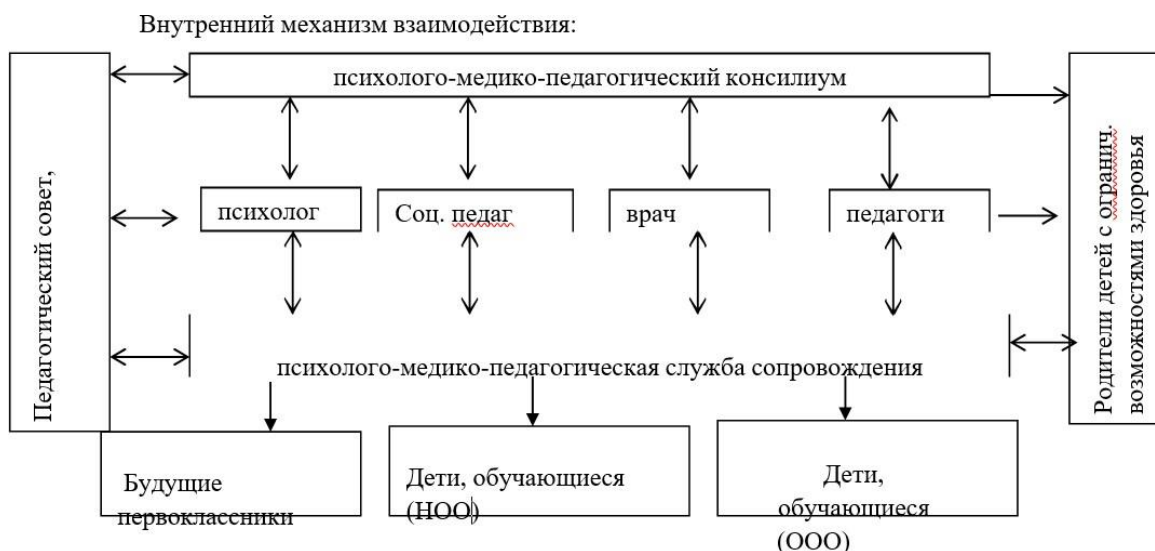 Внутренний механизм взаимодействия:
психолого-медико-педагогический консилиум
Педагогический совет,
психолог
Соц. педаг
врач
педагоги
Родители детей с огранич.
возможностями здоровья
психолого-медико-педагогическая служба сопровождения
Будущие
первоклассники
Дети, обучающиеся
(НОО)
Дети,
обучающиеся
(ООО)